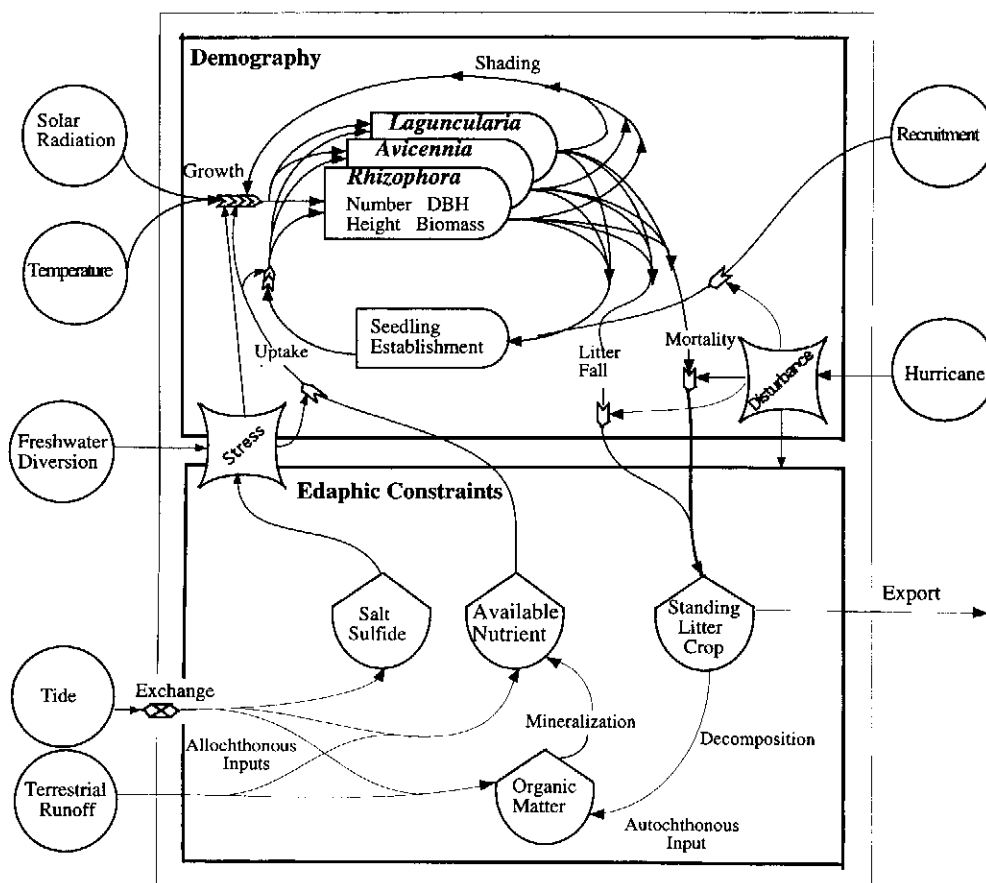 Demography
Shading
Solar
Radiation
Laguncularia
Avicennia
Rhizophora
Number DBH
Height Biomass
Recruitment
Growth
Temperature
Seedling
Establishment
Uptake
Litter
Fall
Mortality
Disturbance
Hurricane
Freshwater
Diversion
Stress
Edaphic Constraints
Salt
Sulfide
Available
Nutrient
Standing
Litter
Crop
Export
Tide
Exchange
Allochthonous
Inputs
Mineralization
Decomposition
Terrestrial
Runoff
Organic
Matter
Autochthonous
Input